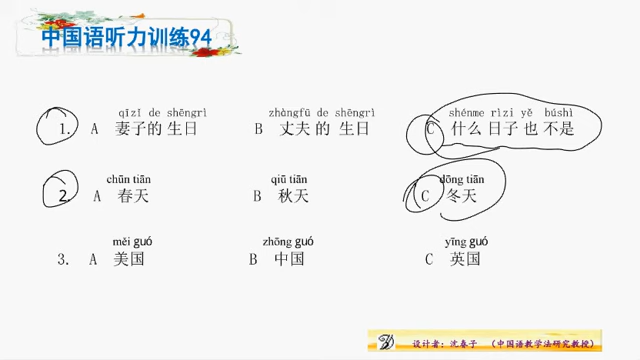 中国语听力训练94
qīzǐ de shēngrì zhàngfū de shēngrì shénme rìzi yě búshì
1. A 妻子的 生日 B 丈夫 的 生日 C 什么 日子 也 不是
chūn tiān qiū tiān dōng tiān
2. A 春天 B 秋天 C 冬天
měi guó zhōng guó yīng guó
3. A 美国 B 中国 C 英国
设计者：沈春子 （中国语教学法研究教授）